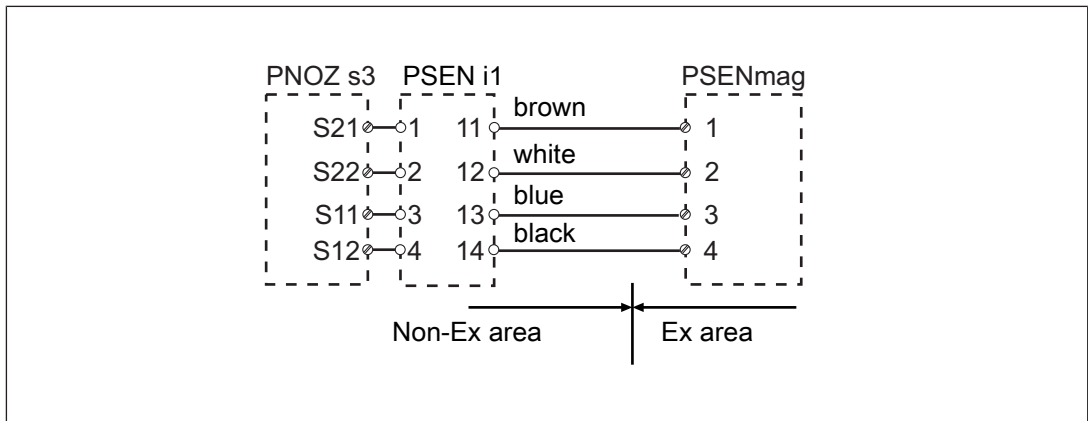 PNOZ s3 PSEN i1 PSENmag
brown
S21 1 11 1
white
S22 2 12 2
blue
S11 3 13 3
black
S12 4 14 4
Non-Ex area Ex area